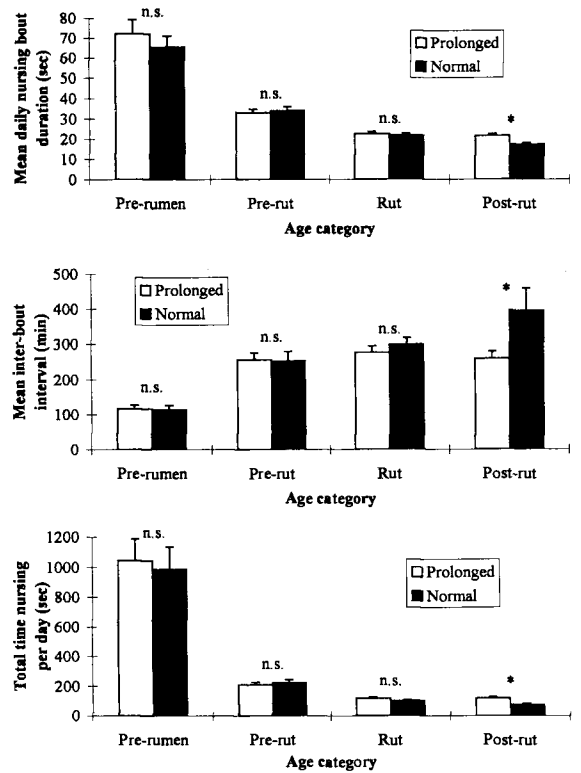 Mean daily nursing bout
duration (sec)
80
70
60
50
40
30
20
10
0
n.s.
n.s.
n.s.
*
Prolonged
Normal
Pre-rumen Pre-rut Rut Post-rut
Age category
Mean inter-bout
interval (min)
500
400
300
200
100
0
Prolonged
Normal
n.s.
n.s.
n.s.
*
Pre-rumen Pre-rut Rut Post-rut
Age category
Total time nursing
per day (sec)
1200
1000
800
600
400
200
0
n.s.
n.s.
n.s.
*
Prolonged
Normal
Pre-rumen Pre-rut Rut Post-rut
Age category